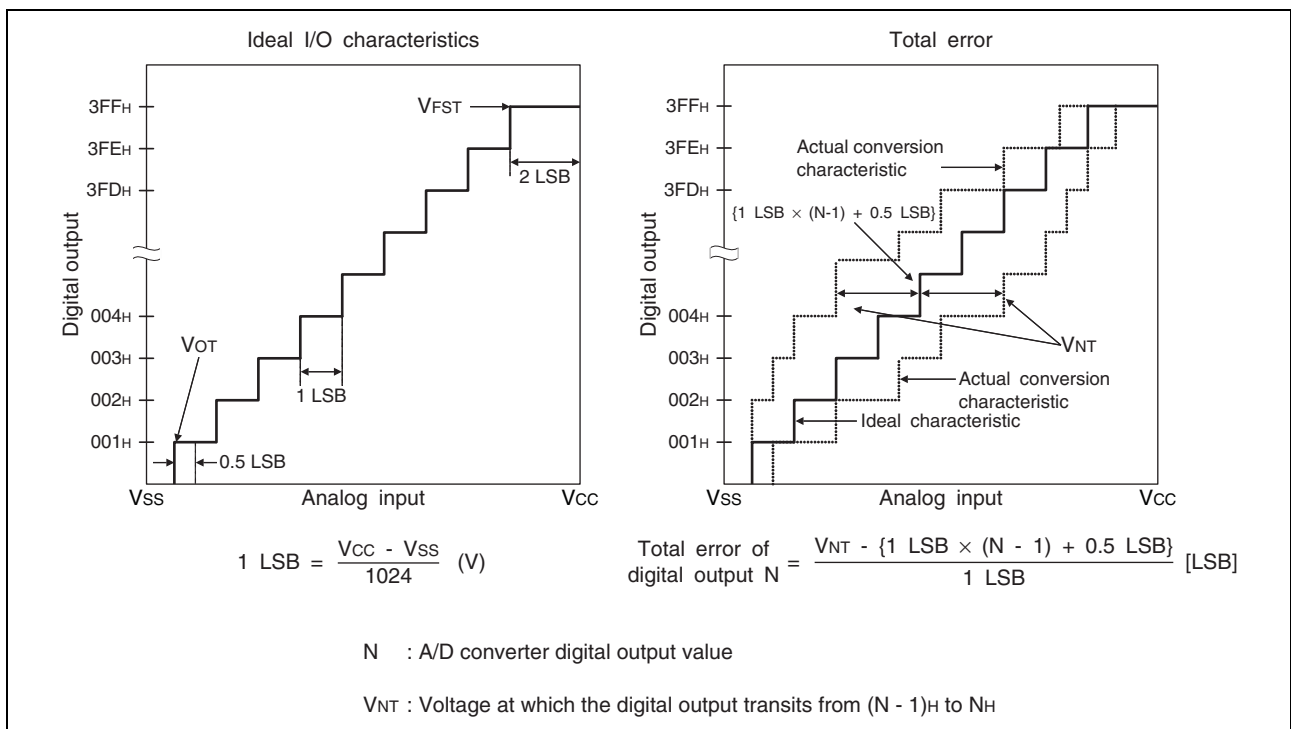 Ideal I/O characteristics
3FFH
3FEH
3FDH
004H
003H
002H
001H
Digital output
VFST
2 LSB
VOT
1 LSB
0.5 LSB
VSS
Analog input
VCC
1 LSB = VCC - VSS / 1024 (V)
Total error
3FFH
3FEH
3FDH
004H
003H
002H
001H
Digital output
Actual conversion
characteristic
{1 LSB × (N-1) + 0.5 LSB}
VNT
Actual conversion
characteristic
Ideal characteristic
VSS
Analog input
VCC
Total error of
digital output N = VNT - {1 LSB × (N - 1) + 0.5 LSB} / 1 LSB [LSB]
N : A/D converter digital output value
VNT : Voltage at which the digital output transits from (N - 1)H to NH